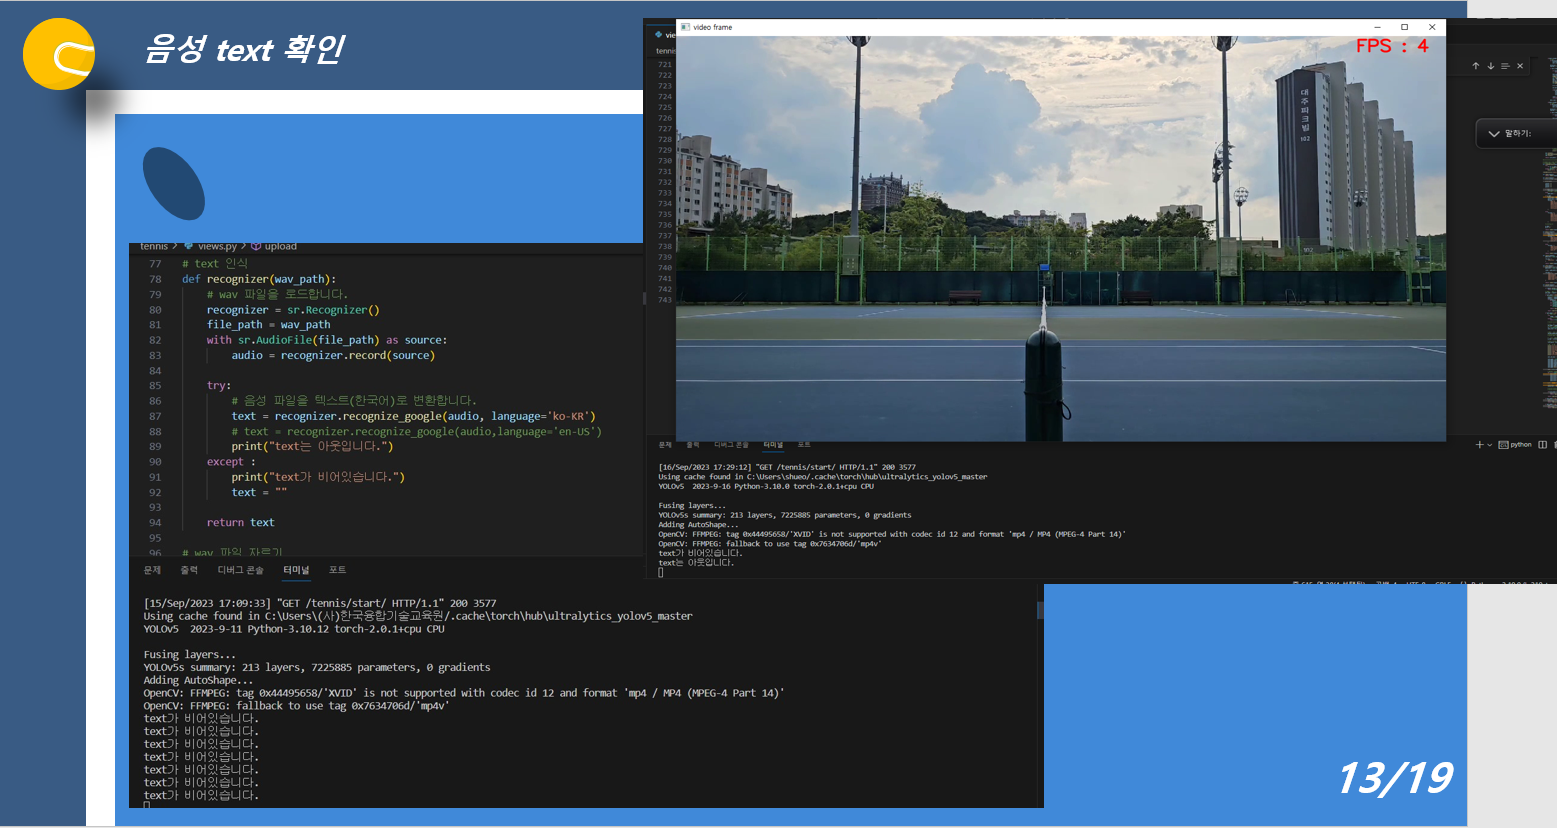 음성 text 확인
tennis > views.py > upload
77 # text 인식
78 def recognizer(wav_path):
79 # wav 파일을 로드합니다.
80 recognizer = sr.Recognizer()
81 file_path = wav_path
82 with sr.AudioFile(file_path) as source:
83 audio = recognizer.record(source)
84
85 try:
86 # 음성 파일을 텍스트(한국어)로 변환합니다.
87 text = recognizer.recognize_google(audio, language='ko-KR')
88 # text = recognizer.recognize_google(audio,language='en-US')
89 print("text는 아웃입니다.")
90 except :
91 print("text가 비어있습니다.")
92 text = ""
93
94 return text
95
96 # wav 파일 자르기
문제 출력 디버그 콘솔 터미널 포트
[15/Sep/2023 17:09:33] "GET /tennis/start/ HTTP/1.1" 200 3577
Using cache found in C:\Users\(사)한국융합기술교육원/.cache\torch\hub\ultralytics_yolov5_master
YOLOv5 2023-9-11 Python-3.10.12 torch-2.0.1+cpu CPU
Fusing layers...
YOLOv5s summary: 213 layers, 7225885 parameters, 0 gradients
Adding AutoShape...
OpenCV: FFMPEG: tag 0x44495658/'XVID' is not supported with codec id 12 and format 'mp4 / MP4 (MPEG-4 Part 14)'
OpenCV: FFMPEG: fallback to use tag 0x7634706d/'mp4v'
text가 비어있습니다.
text가 비어있습니다.
text가 비어있습니다.
text가 비어있습니다.
text가 비어있습니다.
text가 비어있습니다.
text가 비어있습니다.
video frame
FPS : 4
대주파크빌
102
말하기:
721
722
723
724
725
726
727
728
729
730
731
732
733
734
735
736
737
738
739
740
741
742
743
문제 출력 디버그 콘솔 터미널 포트
python
[16/Sep/2023 17:29:12] "GET /tennis/start/ HTTP/1.1" 200 3577
Using cache found in C:\Users\shueo/.cache\torch\hub\ultralytics_yolov5_master
YOLOv5 2023-9-16 Python-3.10.0 torch-2.0.1+cpu CPU
Fusing layers...
YOLOv5s summary: 213 layers, 7225885 parameters, 0 gradients
Adding AutoShape...
OpenCV: FFMPEG: tag 0x44495658/'XVID' is not supported with codec id 12 and format 'mp4 / MP4 (MPEG-4 Part 14)'
OpenCV: FFMPEG: fallback to use tag 0x7634706d/'mp4v'
text가 비어있습니다.
text는 아웃입니다.
13/19